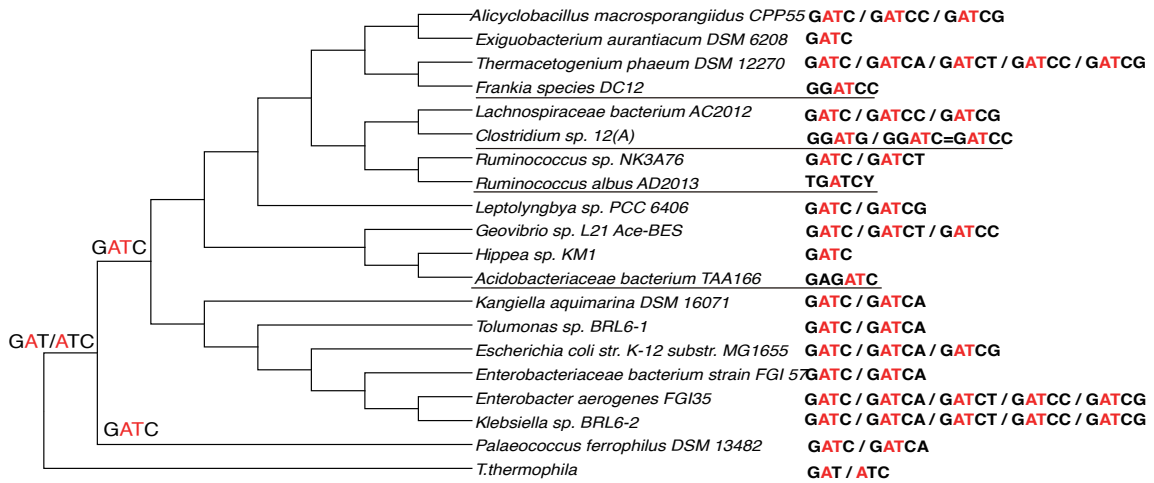 Alicyclobacillus macrosporangiidus CPP55 GATC / GATCC / GATCG
Exiguobacterium aurantiacum DSM 6208 GATC
Thermacetogenium phaeum DSM 12270 GATC / GATCA / GATCT / GATCC / GATCG
Frankia species DC12 GGATCC
Lachnospiraceae bacterium AC2012 GATC / GATCC / GATCG
Clostridium sp. 12(A) GGATG / GGATC=GATCC
Ruminococcus sp. NK3A76 GATC / GATCT
Ruminococcus albus AD2013 TGATCY
Leptolyngbya sp. PCC 6406 GATC / GATCG
Geovibrio sp. L21 Ace-BES GATC / GATCT / GATCC
GATC
Hippea sp. KM1 GATC
Acidobacteriaceae bacterium TAA166 GAGATC
Kangiella aquimarina DSM 16071 GATC / GATCA
Tolumonas sp. BRL6-1 GATC / GATCA
GAT/ATC
Escherichia coli str. K-12 substr. MG1655 GATC / GATCA / GATCG
Enterobacteriaceae bacterium strain FGI 57 GATC / GATCA
Enterobacter aerogenes FGI35 GATC / GATCA / GATCT / GATCC / GATCG
Klebsiella sp. BRL6-2 GATC / GATCA / GATCT / GATCC / GATCG
GATC
Palaeococcus ferrophilus DSM 13482 GATC / GATCA
T.thermophila GAT / ATC